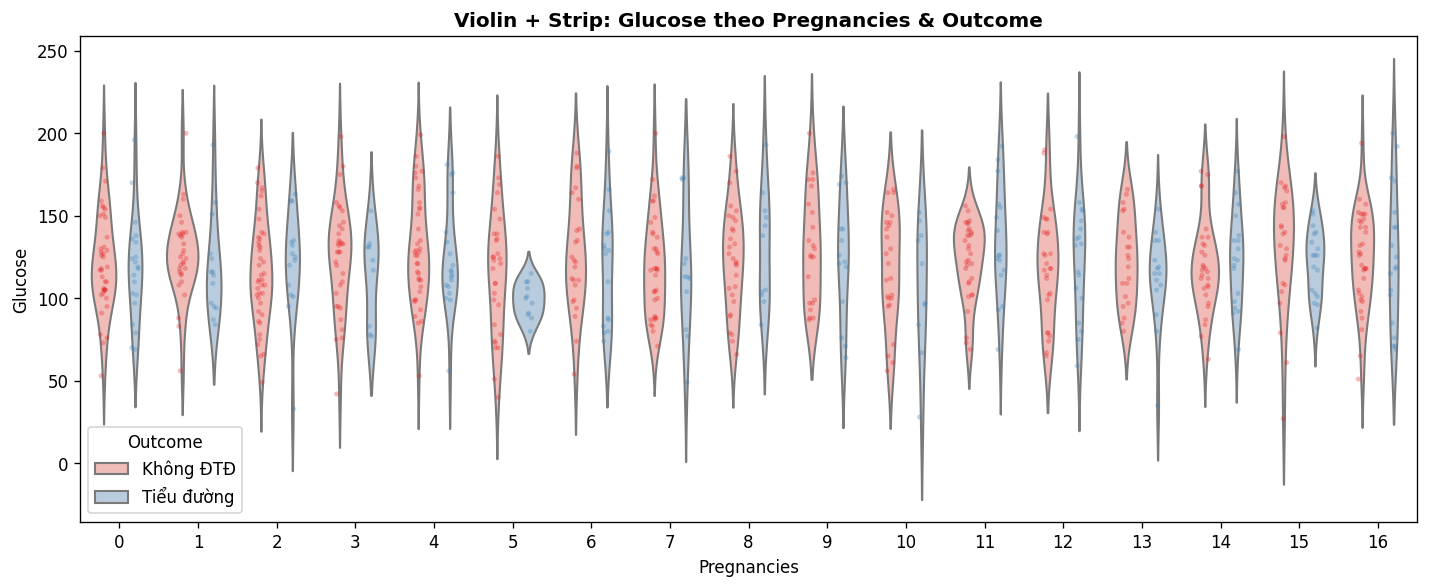 Violin + Strip: Glucose theo Pregnancies & Outcome
Glucose
250
200
150
100
50
0
Outcome
Không ĐTĐ
Tiểu đường
0 1 2 3 4 5 6 7 8 9 10 11 12 13 14 15 16
Pregnancies